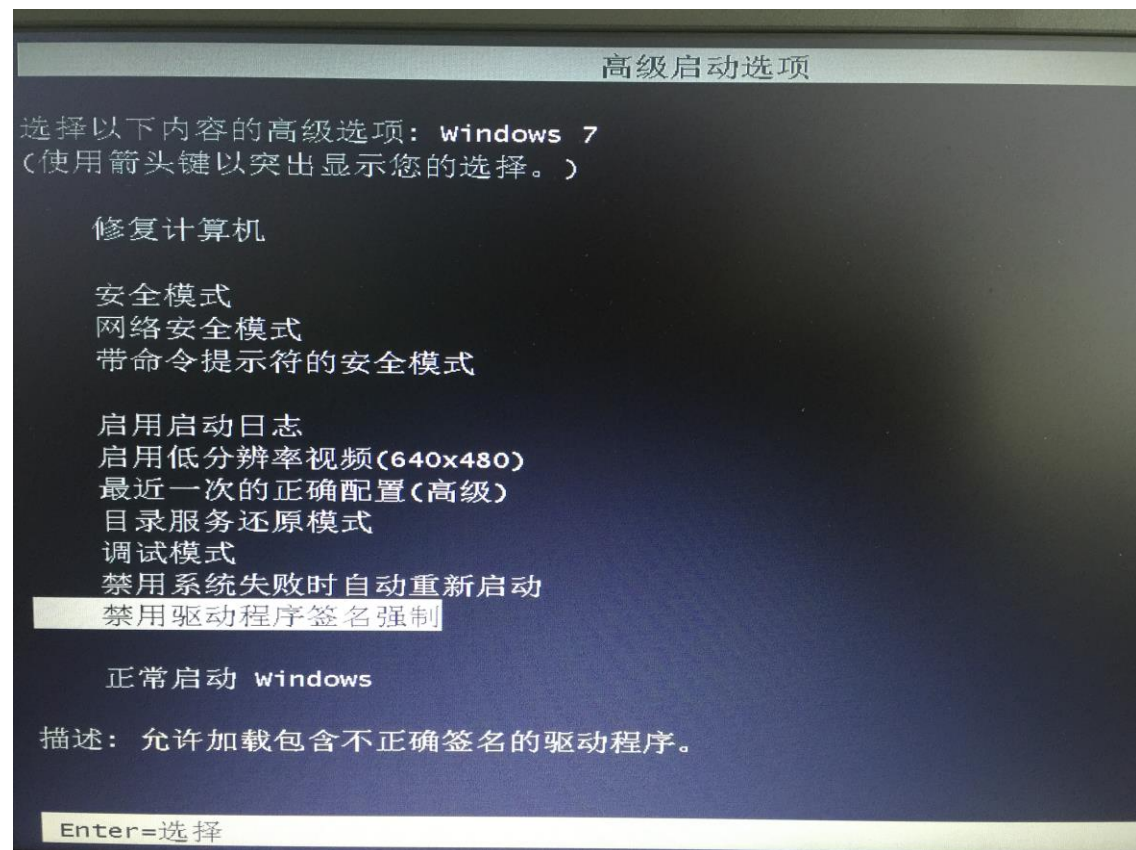 高级启动选项
选择以下内容的高级选项: Windows 7
(使用箭头键以突出显示您的选择。)
修复计算机
安全模式
网络安全模式
带命令提示符的安全模式
启用启动日志
启用低分辨率视频(640x480)
最近一次的正确配置(高级)
目录服务还原模式
调试模式
禁用系统失败时自动重新启动
禁用驱动程序签名强制
正常启动 Windows
描述: 允许加载包含不正确签名的驱动程序。
Enter=选择